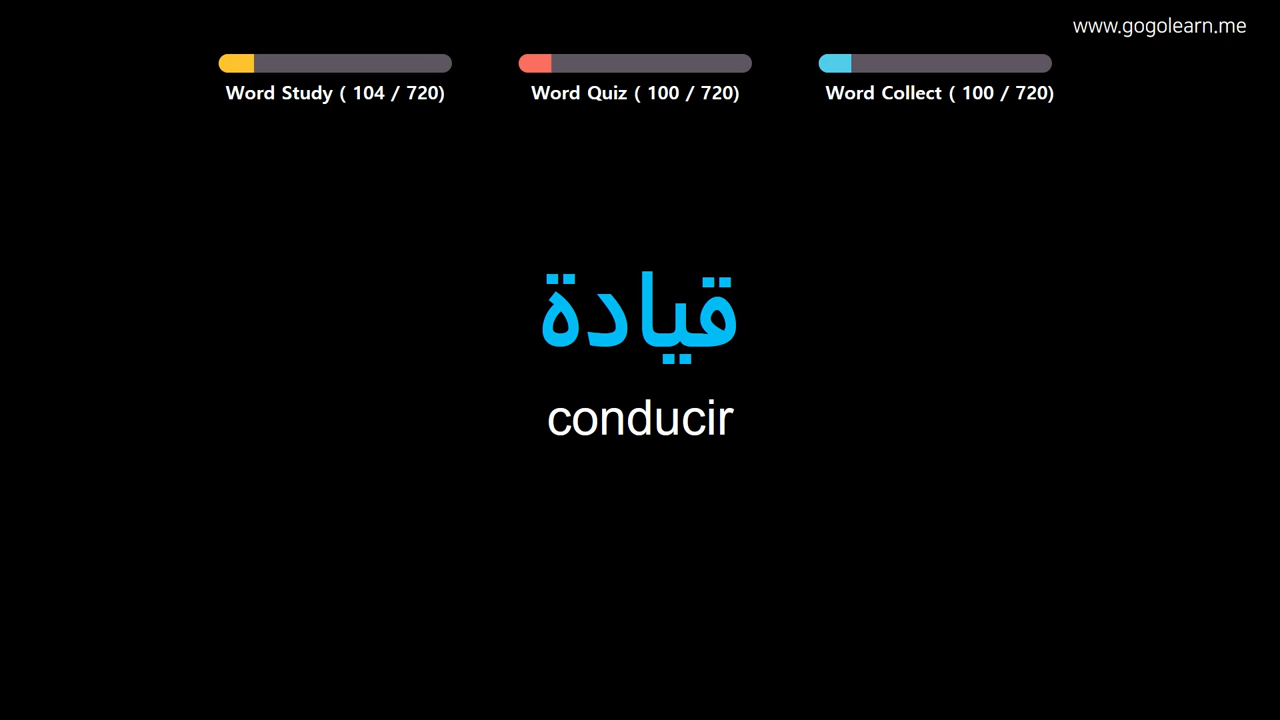 www.gogolearn.me
Word Study ( 104 / 720)
Word Quiz ( 100 / 720)
Word Collect ( 100 / 720)
قيادة
conducir